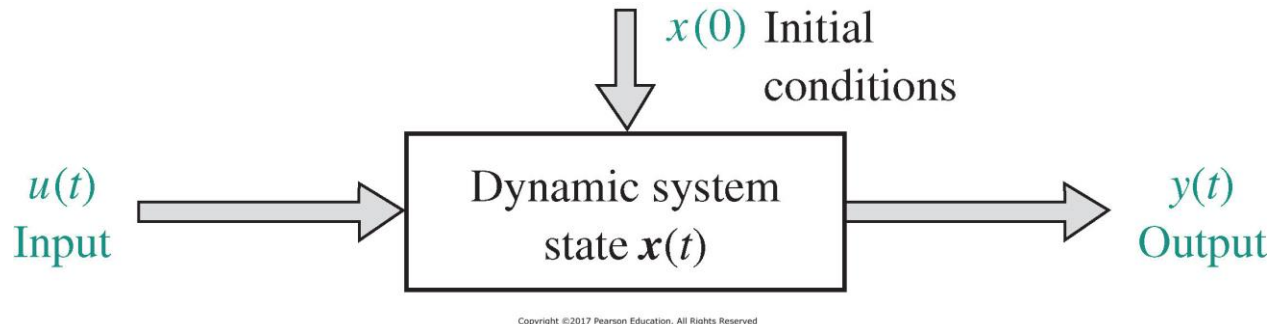 x(0) Initial
conditions
u(t)
Input
Dynamic system
state x(t)
y(t)
Output
Copyright ©2017 Pearson Education, All Rights Reserved